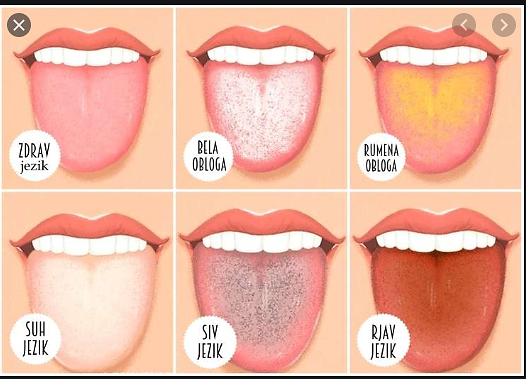 ZDRAV
jezik
BELA
OBLOGA
RUMENA
OBLOGA
SUH
JEZIK
SIV
JEZIK
RJAV
JEZIK